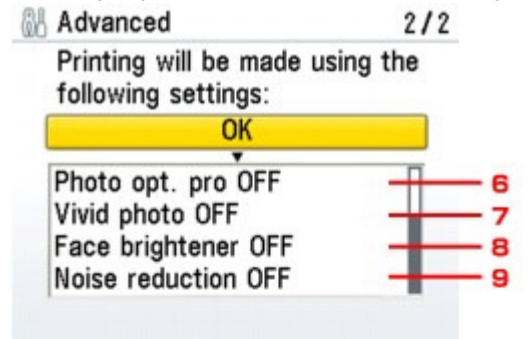 Advanced 2/2
Printing will be made using the
following settings:
OK
Photo opt. pro OFF 6
Vivid photo OFF 7
Face brightener OFF 8
Noise reduction OFF 9